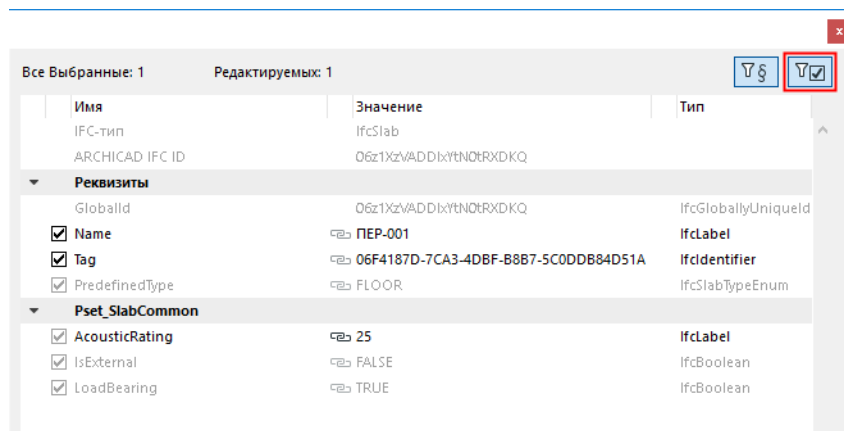 x
Все Выбранные: 1 Редактируемых: 1 §
Имя Значение Тип
IFC-тип IfcSlab
ARCHICAD IFC ID 06z1XzVADDIxYtN0tRXDKQ
Реквизиты
GlobalId 06z1XzVADDIxYtN0tRXDKQ IfcGloballyUniqueId
Name ПЕР-001 IfcLabel
Tag 06F4187D-7CA3-4DBF-B8B7-5C0DDB84D51A IfcIdentifier
PredefinedType FLOOR IfcSlabTypeEnum
Pset_SlabCommon
AcousticRating 25 IfcLabel
IsExternal FALSE IfcBoolean
LoadBearing TRUE IfcBoolean